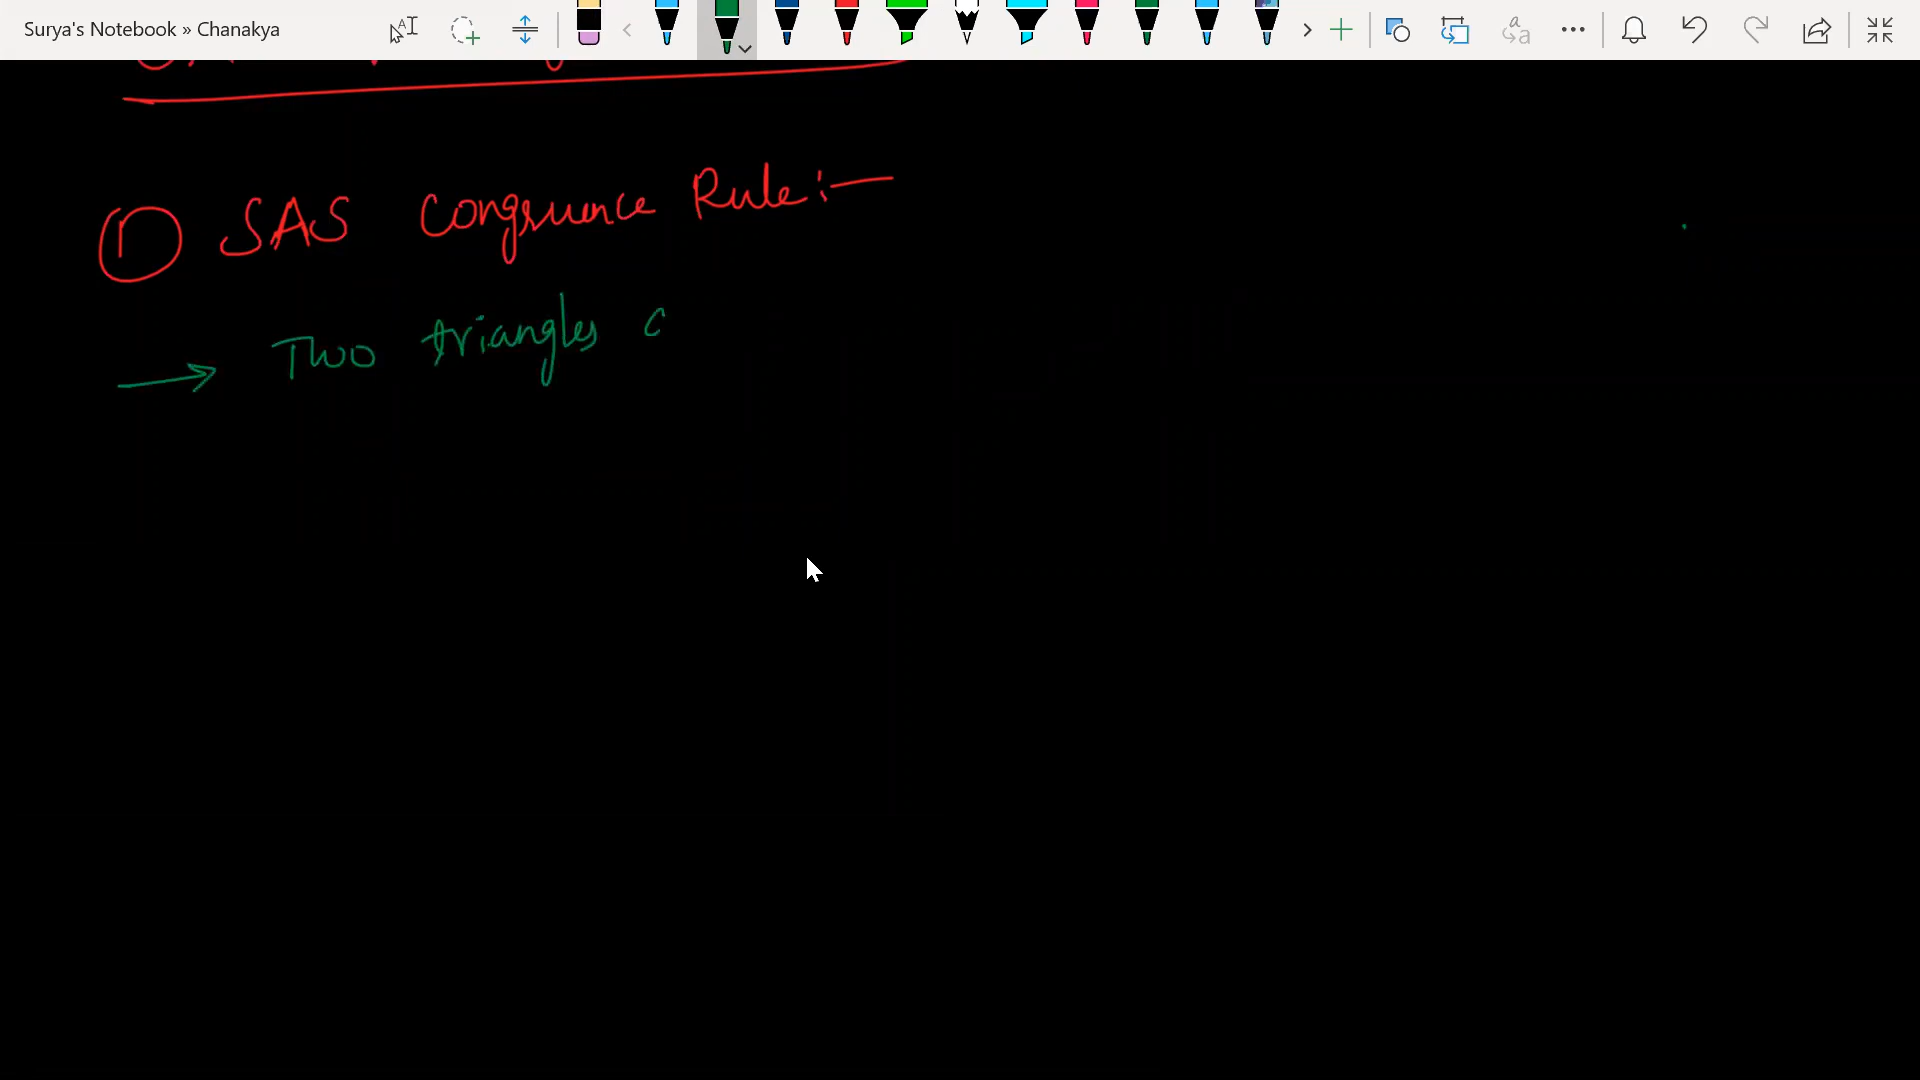 Surya's Notebook » Chanakya
① SAS Congruence Rule:-
→ Two triangles a